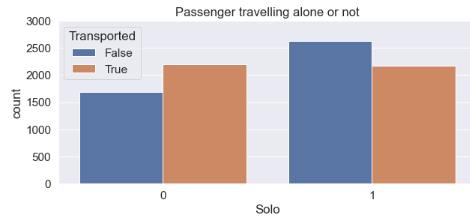 Passenger travelling alone or not
3000
2500
2000
1500
1000
500
0
count
Transported
False
True
0
1
Solo